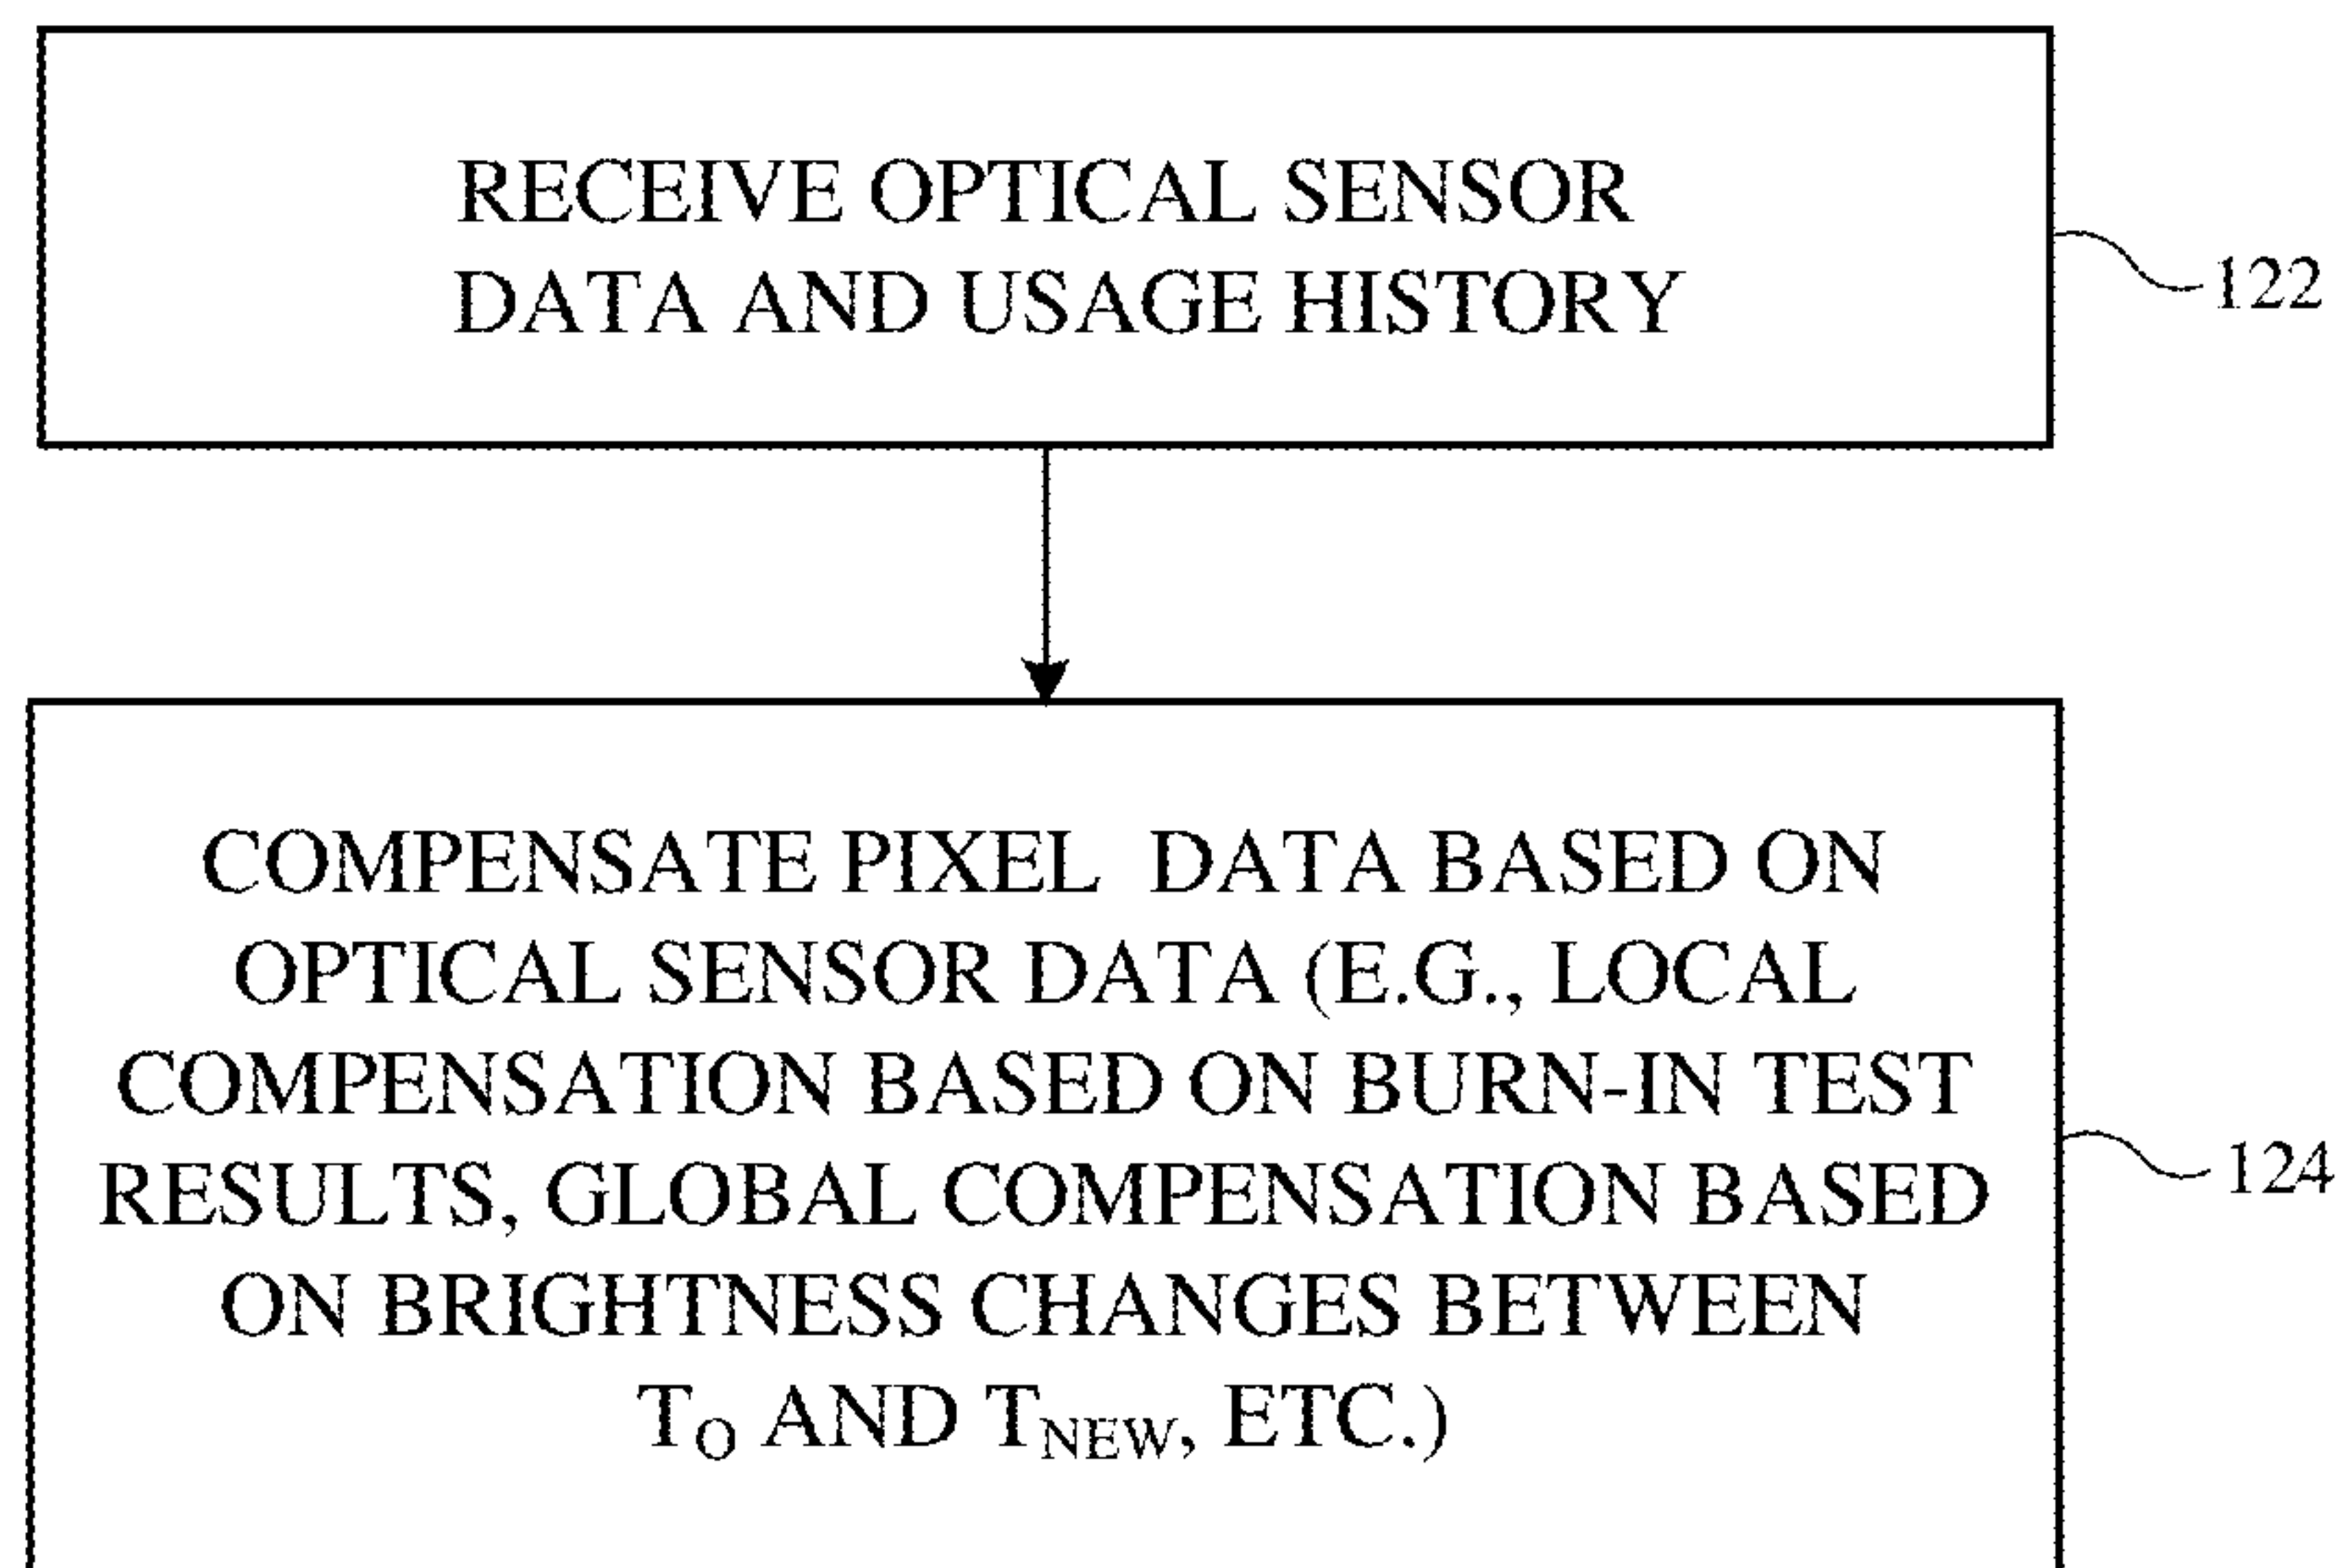 RECEIVE OPTICAL SENSOR
DATA AND USAGE HISTORY
122
COMPENSATE PIXEL DATA BASED ON
OPTICAL SENSOR DATA (E.G., LOCAL
COMPENSATION BASED ON BURN-IN TEST
RESULTS, GLOBAL COMPENSATION BASED
ON BRIGHTNESS CHANGES BETWEEN
TO AND TNEW, ETC.)
124